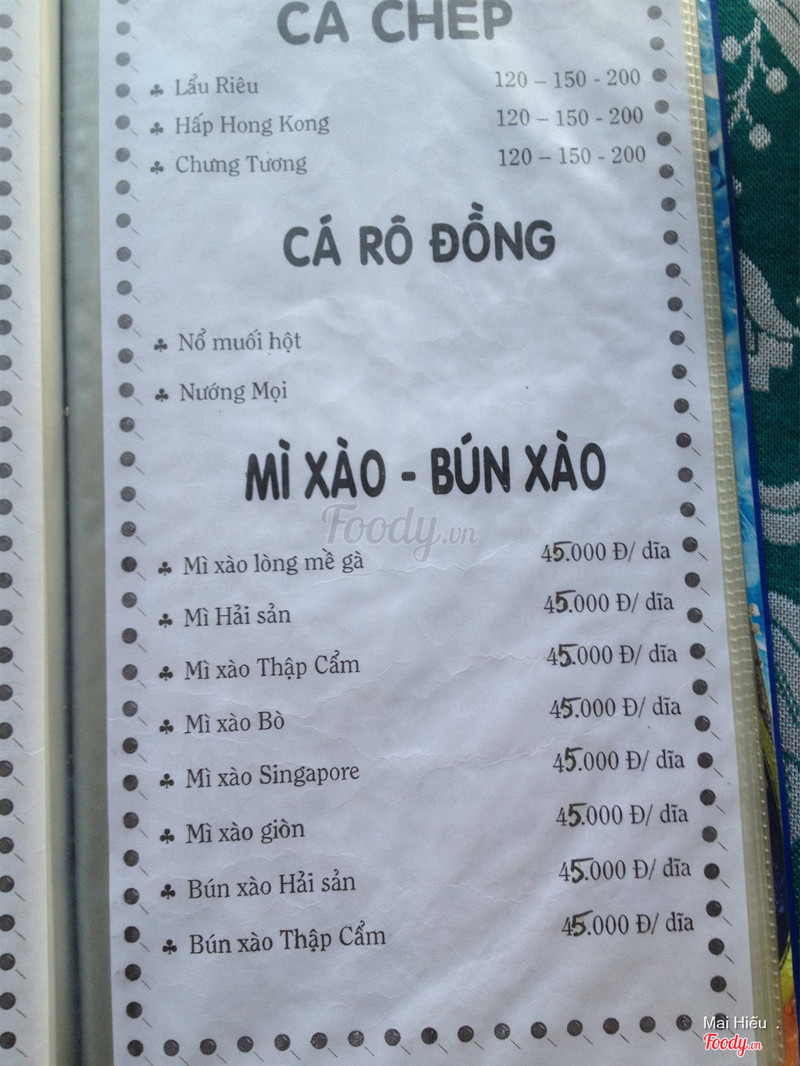 CÁ CHÉP
♣ Lẩu Riêu 120 – 150 - 200
♣ Hấp Hong Kong 120 – 150 - 200
♣ Chưng Tương 120 – 150 - 200
CÁ RÔ ĐỒNG
♣ Nổ muối hột
♣ Nướng Mọi
MÌ XÀO - BÚN XÀO
Foody.vn
♣ Mì xào lòng mề gà 45.000 Đ/ dĩa
♣ Mì Hải sản 45.000 Đ/ dĩa
♣ Mì xào Thập Cẩm 45.000 Đ/ dĩa
♣ Mì xào Bò 45.000 Đ/ dĩa
♣ Mì xào Singapore 45.000 Đ/ dĩa
♣ Mì xào giòn 45.000 Đ/ dĩa
♣ Bún xào Hải sản 45.000 Đ/ dĩa
♣ Bún xào Thập Cẩm 45.000 Đ/ dĩa
Mai Hiếu .
Foody.vn